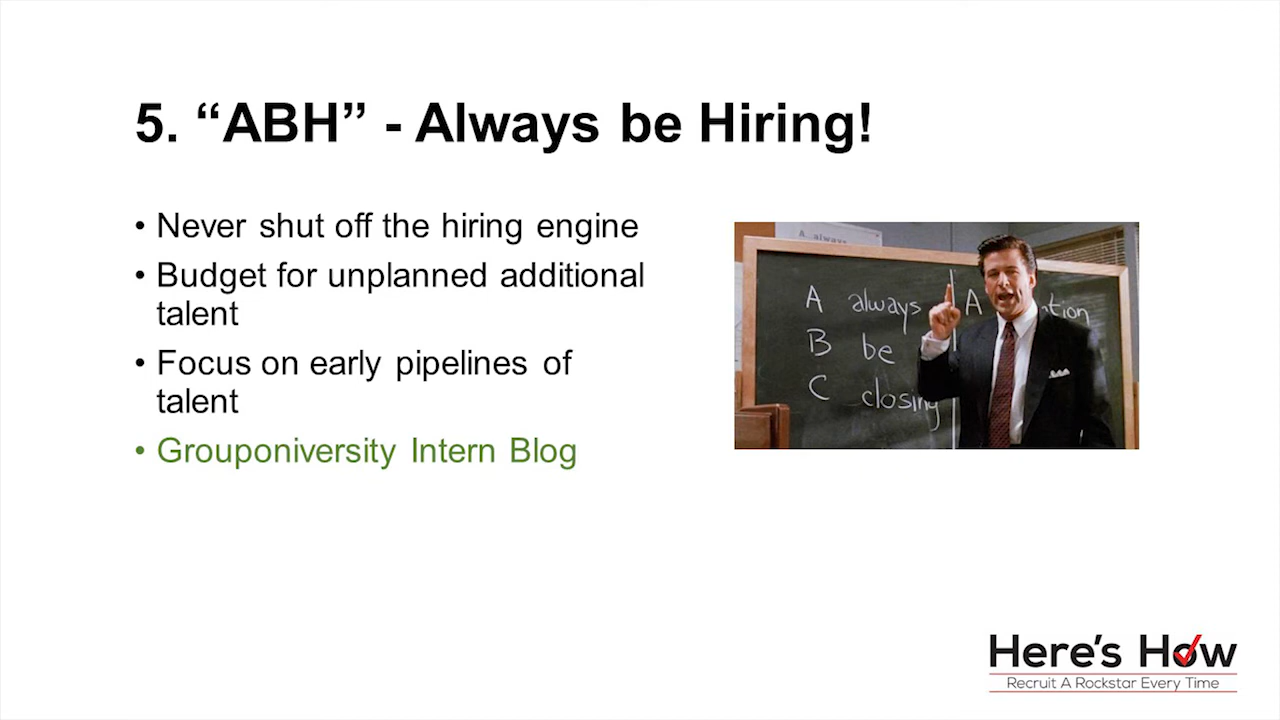 5. “ABH” - Always be Hiring!
• Never shut off the hiring engine
• Budget for unplanned additional
talent
• Focus on early pipelines of
talent
• Grouponiversity Intern Blog
A always
A always A
B be
C closing
Here's How
Recruit A Rockstar Every Time